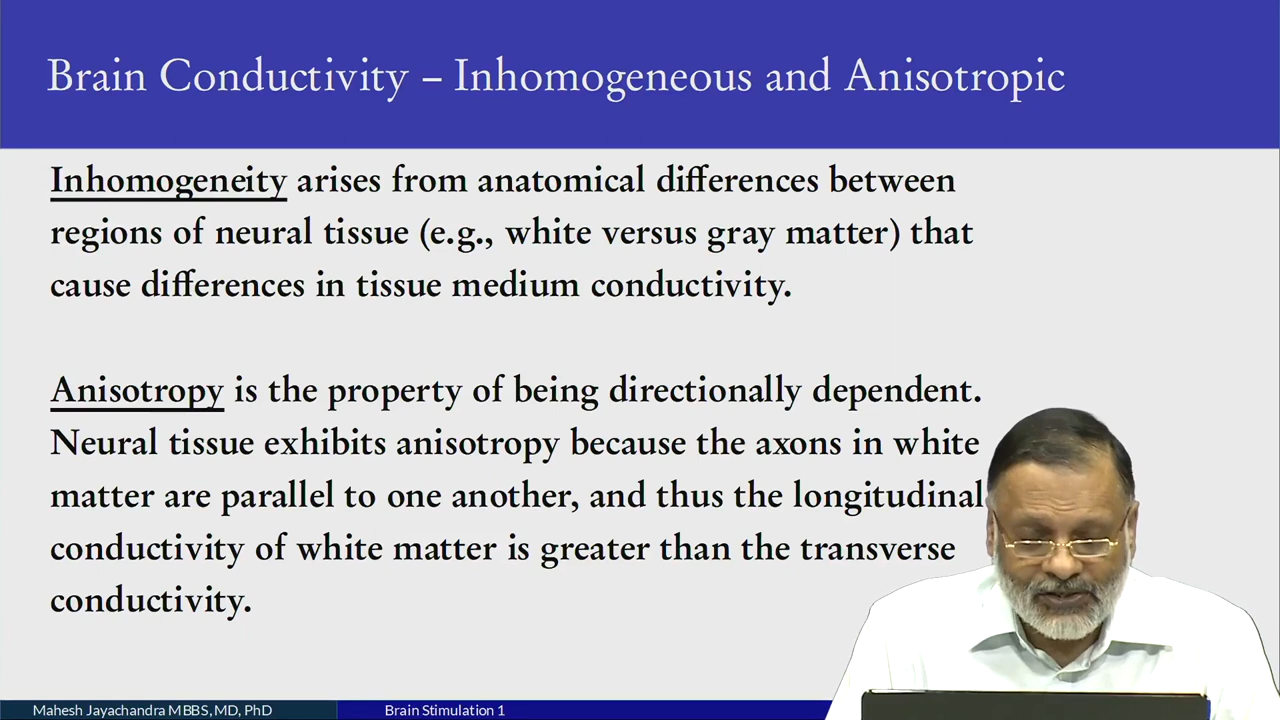 Brain Conductivity – Inhomogeneous and Anisotropic
Inhomogeneity arises from anatomical differences between
regions of neural tissue (e.g., white versus gray matter) that
cause differences in tissue medium conductivity.
Anisotropy is the property of being directionally dependent.
Neural tissue exhibits anisotropy because the axons in white
matter are parallel to one another, and thus the longitudinal
conductivity of white matter is greater than the transverse
conductivity.
Mahesh Jayachandra MBBS, MD, PhD
Brain Stimulation 1